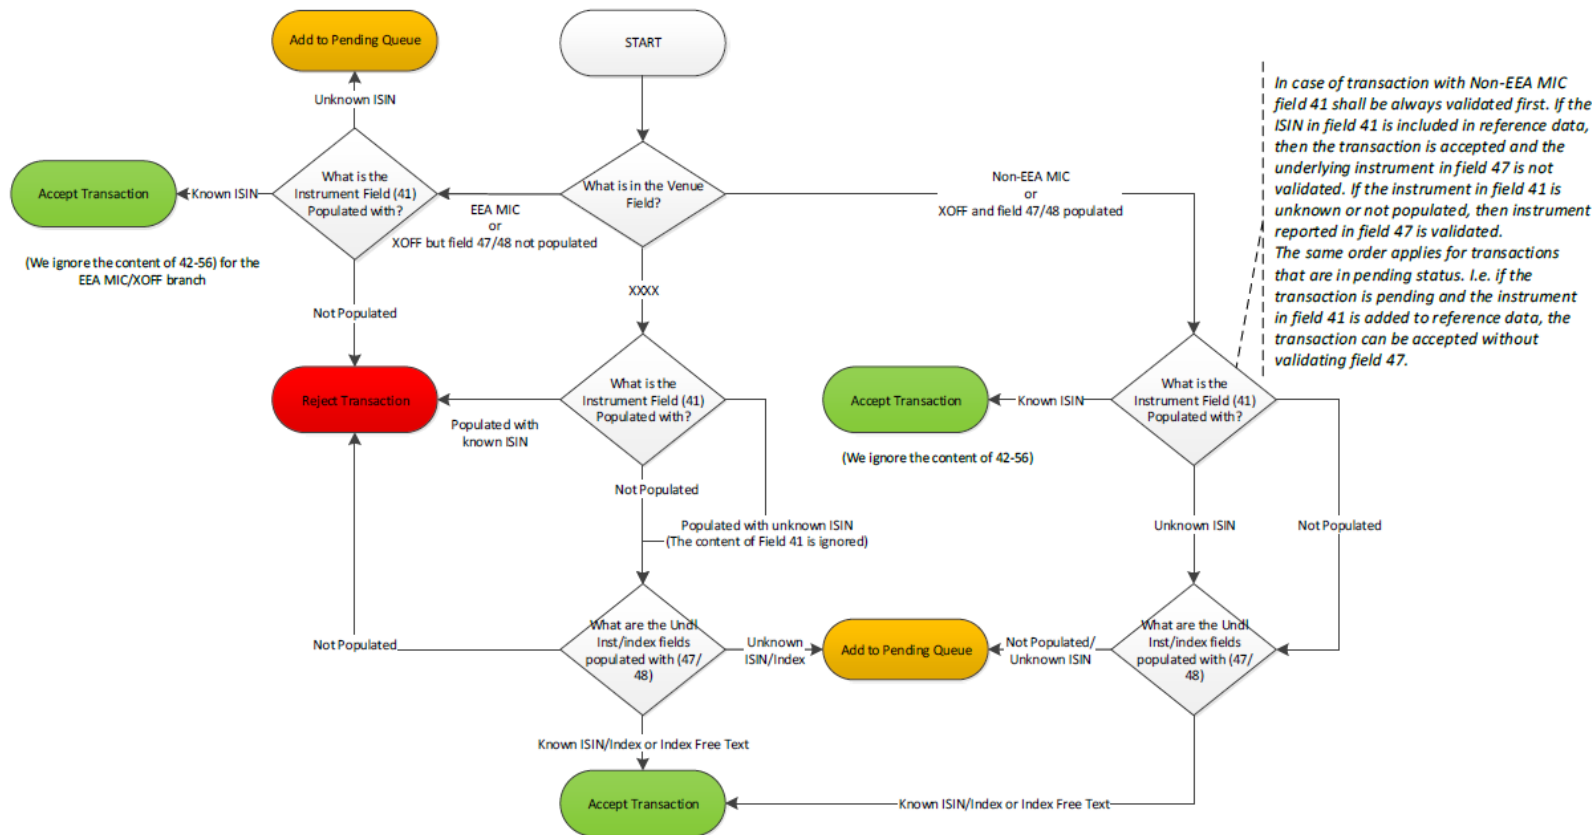 Add to Pending Queue
START
Unknown ISIN
What is the
Instrument Field (41)
Populated with?
Known ISIN
Accept Transaction
(We ignore the content of 42-56) for the
EEA MIC/XOFF branch
EEA MIC
or
XOFF but field 47/48 not populated
What is in the Venue
Field?
Non-EEA MIC
or
XOFF and field 47/48 populated
In case of transaction with Non-EEA MIC
field 41 shall be always validated first. If the
ISIN in field 41 is included in reference data,
then the transaction is accepted and the
underlying instrument in field 47 is not
validated. If the instrument in field 41 is
unknown or not populated, then instrument
reported in field 47 is validated.
The same order applies for transactions
that are in pending status. I.e. if the
transaction is pending and the instrument
in field 41 is added to reference data, the
transaction can be accepted without
validating field 47.
Not Populated
XXXX
Reject Transaction
Populated with
known ISIN
What is the
Instrument Field (41)
Populated with?
Accept Transaction
(We ignore the content of 42-56)
Known ISIN
What is the
Instrument Field (41)
Populated with?
Not Populated
Populated with unknown ISIN
(The content of Field 41 is ignored)
Unknown ISIN
Not Populated
Not Populated
What are the Undl
Inst/index fields
populated with (47/
48)
Unknown
ISIN/Index
Add to Pending Queue
Not Populated/
Unknown ISIN
What are the Undl
Inst/index fields
populated with (47/
48)
Known ISIN/Index or Index Free Text
Accept Transaction
Known ISIN/Index or Index Free Text